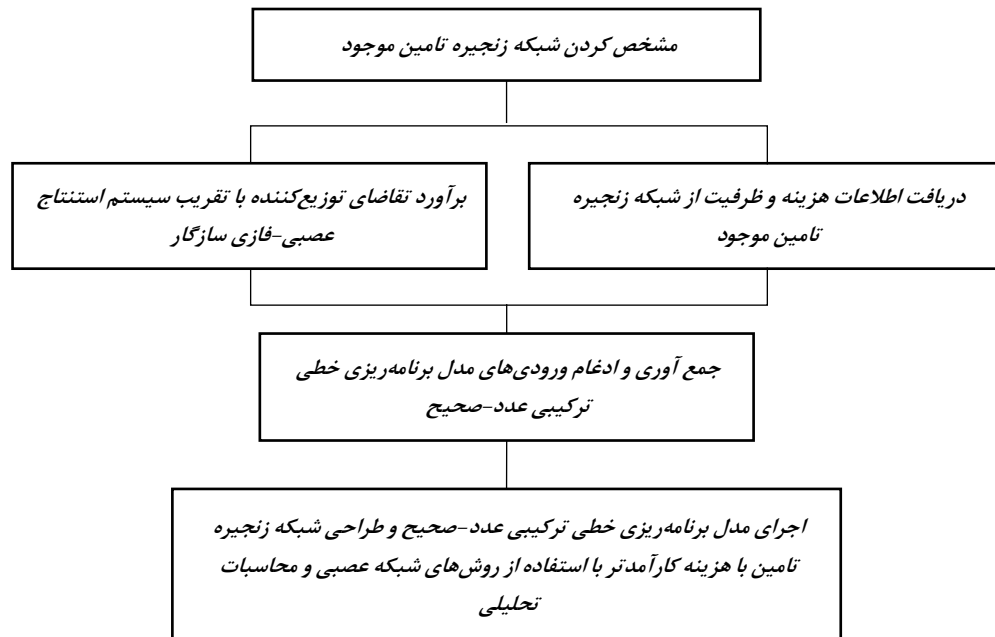 مشخص کردن شبکه زنجیره تامین موجود
دریافت اطلاعات هزینه و ظرفیت از شبکه زنجیره
تامین موجود
برآورد تقاضای توزیع‌کننده با تقریب سیستم استنتاج
عصبی-فازی سازگار
جمع آوری و ادغام ورودی‌های مدل برنامه‌ریزی خطی
ترکیبی عدد-صحیح
اجرای مدل برنامه‌ریزی خطی ترکیبی عدد-صحیح و طراحی شبکه زنجیره
تامین با هزینه کارآمدتر با استفاده از روش‌های شبکه عصبی و محاسبات
تحلیلی